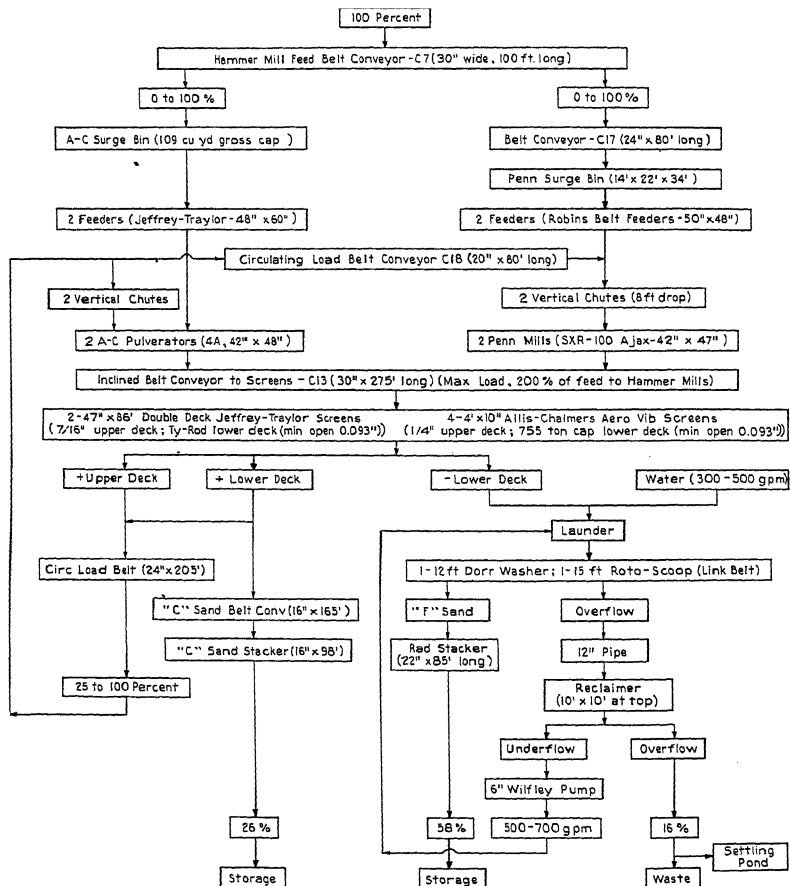 100 Percent
Hammer Mill Feed Belt Conveyor-C7(30" wide, 100 ft. long)
0 to 100 %
0 to 100%
A-C Surge Bin (109 cu yd gross cap )
Belt Conveyor-C17 (24" x 80' long)
Penn Surge Bin (14' x 22' x 34' )
2 Feeders (Jeffrey-Traylor-48" x 60")
2 Feeders (Robins Belt Feeders-50"x48")
Circulating Load Belt Conveyor C18 (20" x 80' long)
2 Vertical Chutes
2 Vertical Chutes (8ft drop)
2 A-C Pulverators (4A, 42" x 48")
2 Penn Mills (SXR-100 Ajax-42" x 47")
Inclined Belt Conveyor to Screens - C13 (30" x 275' long) (Max Load, 200 % of feed to Hammer Mills)
2-47" x 86' Double Deck Jeffrey-Traylor Screens
(7/16" upper deck; Ty-Rod lower deck (min open 0.093"))
4-4' x 10" Allis-Chalmers Aero Vib Screens
(1/4" upper deck; 755 ton cap lower deck (min open 0.093"))
+Upper Deck
+ Lower Deck
-Lower Deck
Water (300-500 gpm)
Launder
Circ Load Belt (24"x 205')
1-12ft Dorr Washer; 1-15 ft Roto-Scoop (Link Belt)
"C" Sand Belt Conv (16" x 165')
"F" Sand
Overflow
"C" Sand Stacker (16" x 98')
Rad Stacker
(22" x 85' long)
12" Pipe
25 to 100 Percent
Reclaimer
(10' x 10' at top)
Underflow
Overflow
6" Wilfley Pump
26 %
58%
500-700 gpm
16 %
Settling
Pond
Storage
Storage
Waste